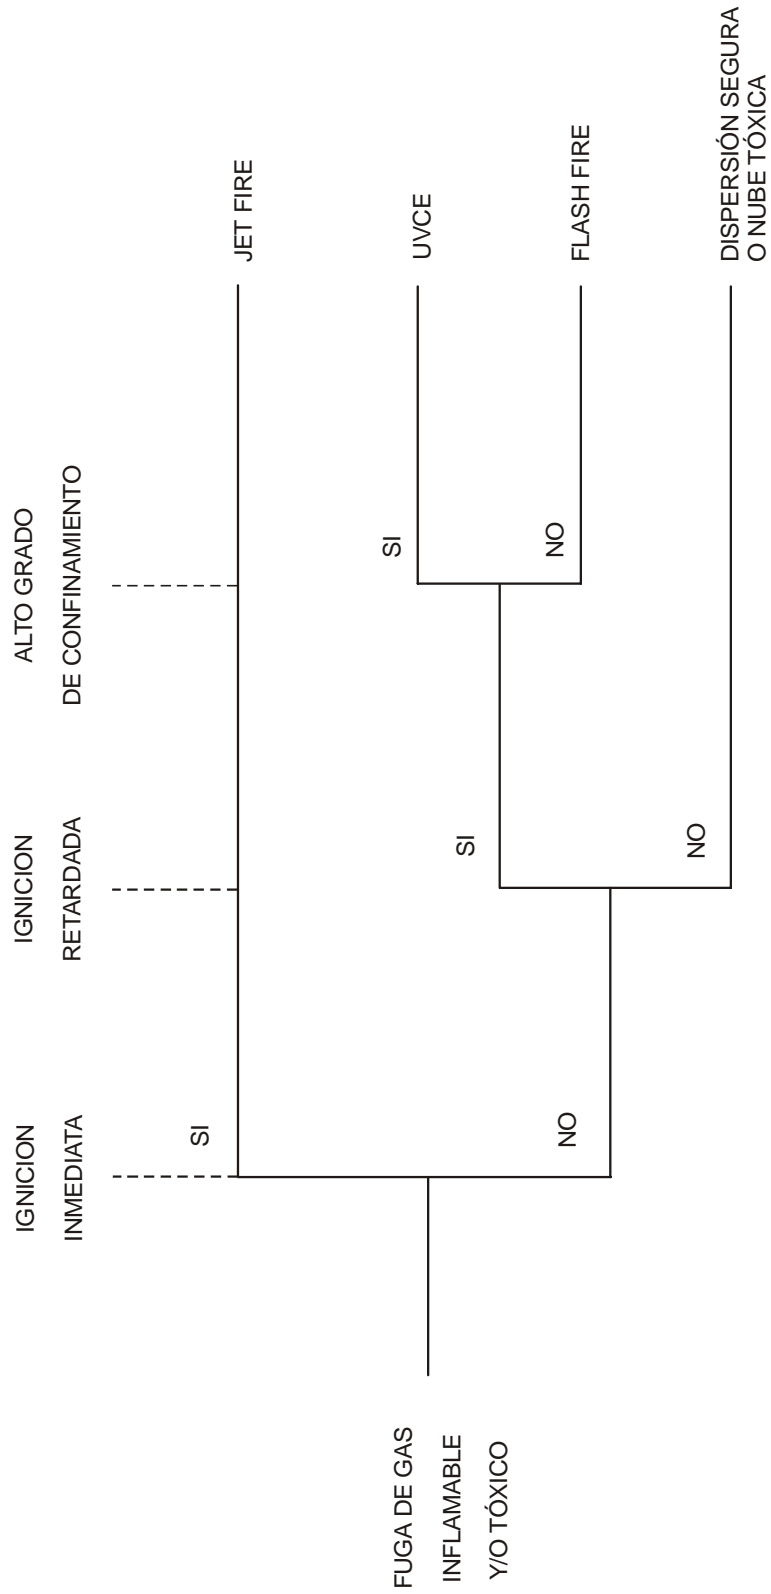 IGNICION
INMEDIATA
IGNICION
RETARDADA
ALTO GRADO
DE CONFINAMIENTO
SI
JET FIRE
FUGA DE GAS
INFLAMABLE
Y/O TÓXICO
SI
UVCE
SI
NO
NO
FLASH FIRE
NO
DISPERSIÓN SEGURA
O NUBE TÓXICA